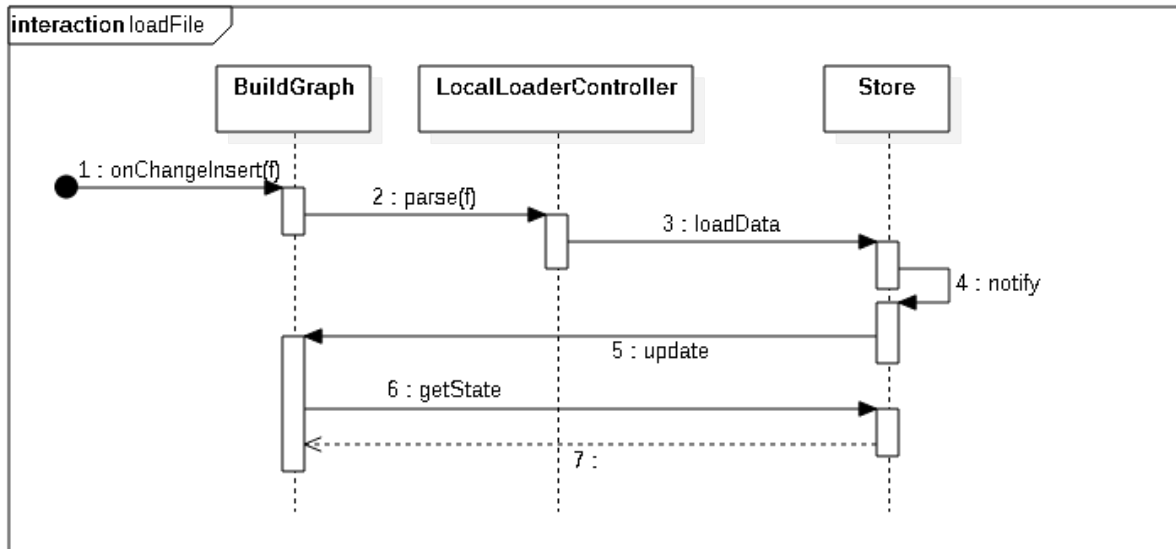 interaction loadFile
BuildGraph
LocalLoaderController
Store
1 : onChangeInsert(f)
2 : parse(f)
3 : loadData
4 : notify
5 : update
6 : getState
7 :